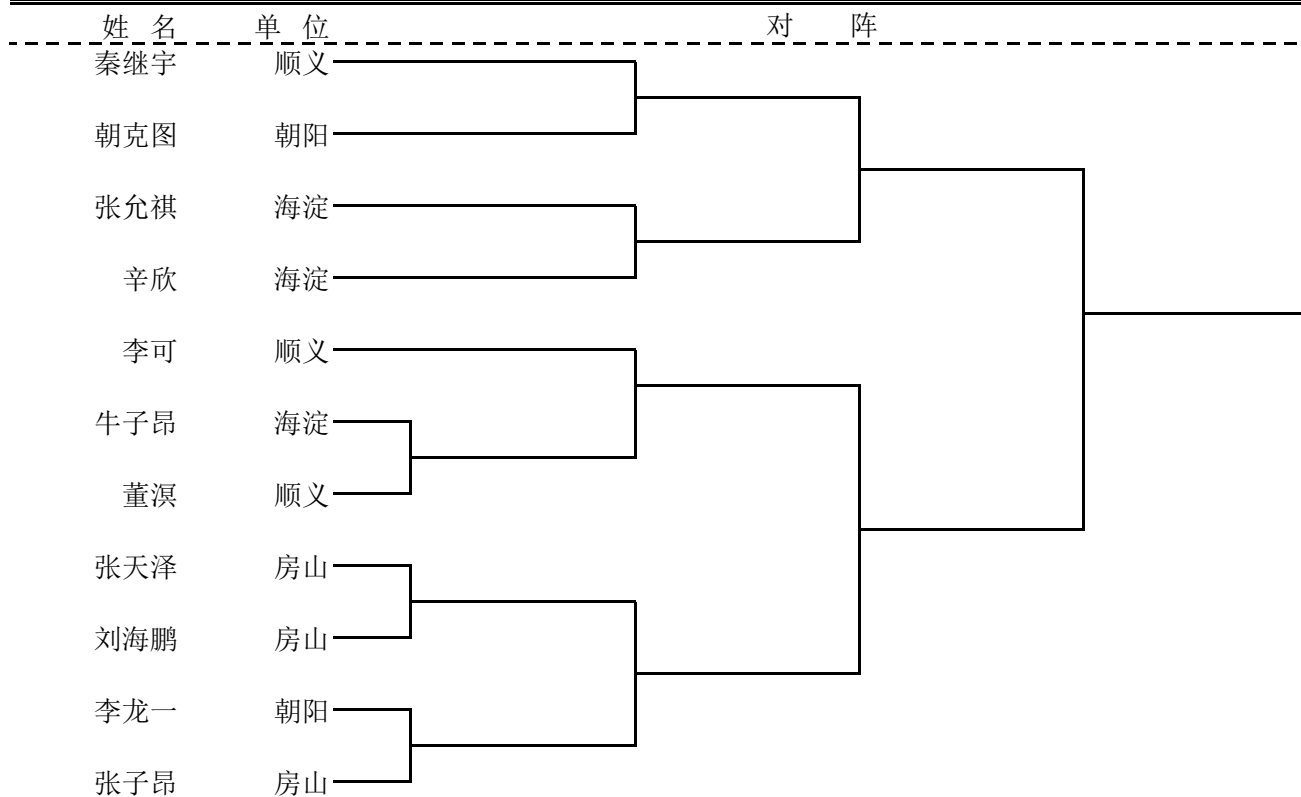 姓 名 单 位 对 阵
秦继宇 顺义
朝克图 朝阳
张允祺 海淀
辛欣 海淀
李可 顺义
牛子昂 海淀
董溟 顺义
张天泽 房山
刘海鹏 房山
李龙一 朝阳
张子昂 房山